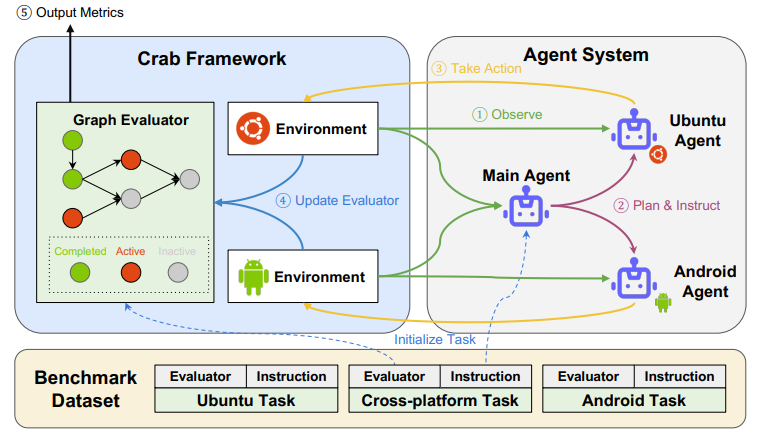 ⑤ Output Metrics
Crab Framework
Agent System
③ Take Action
Graph Evaluator
Environment
① Observe
Ubuntu
Agent
Main Agent
④ Update Evaluator
② Plan & Instruct
Completed Active Inactive
Environment
Android
Agent
Initialize Task
Benchmark
Dataset
Evaluator Instruction
Ubuntu Task
Evaluator Instruction
Cross-platform Task
Evaluator Instruction
Android Task